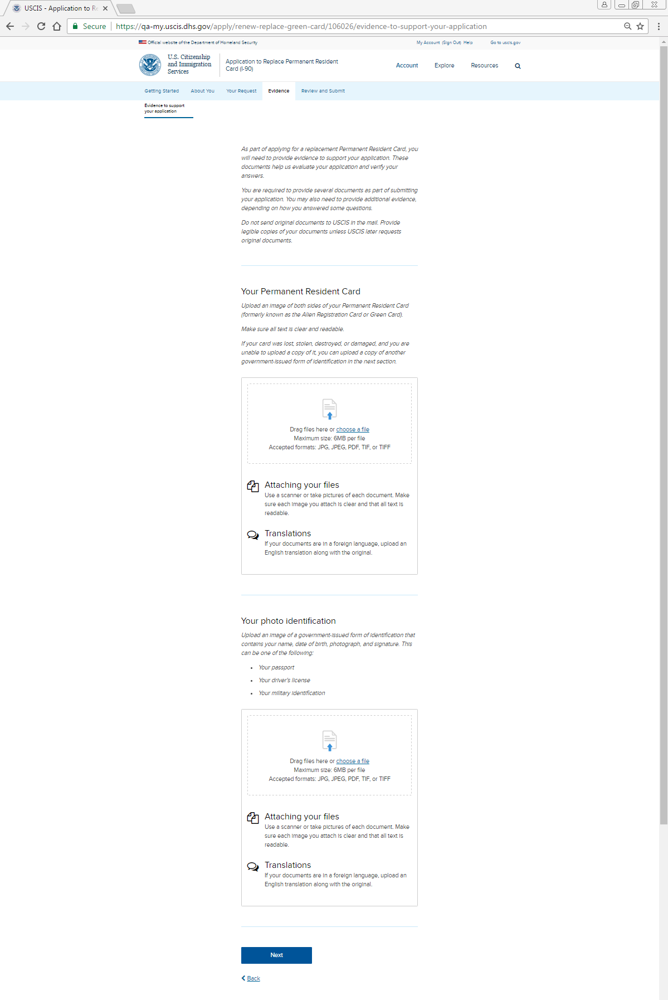 USCIS - Application to Re
Secure
https://qa-my.uscis.dhs.gov/apply/renew-replace-green-card/106026/evidence-to-support-your-application
Official website of the Department of Homeland Security
My Account (Sign Out) Help
Go to uscis.gov
U.S. Citizenship
and Immigration
Services
Application to Replace Permanent Resident
Card (I-90)
Account
Explore
Resources
Getting Started
About You
Your Request
Evidence
Review and Submit
Evidence to support
your application
As part of applying for a replacement Permanent Resident Card, you
will need to provide evidence to support your application. These
documents help us evaluate your application and verify your
answers.
You are required to provide several documents as part of submitting
your application. You may also need to provide additional evidence,
depending on how you answered some questions.
Do not send original documents to USCIS in the mail. Provide
legible copies of your documents unless USCIS later requests
original documents.
Your Permanent Resident Card
Upload an image of both sides of your Permanent Resident Card
(formerly known as the Alien Registration Card or Green Card).
Make sure all text is clear and readable.
If your card was lost, stolen, destroyed, or damaged, and you are
unable to upload a copy of it, you can upload a copy of another
government-issued form of identification in the next section.
Drag files here or choose a file
Maximum size: 6MB per file
Accepted formats: JPG, JPEG, PDF, TIF, or TIFF
Attaching your files
Use a scanner or take pictures of each document. Make
sure each image you attach is clear and that all text is
readable.
Translations
If your documents are in a foreign language, upload an
English translation along with the original.
Your photo identification
Upload an image of a government-issued form of identification that
contains your name, date of birth, photograph, and signature. This
can be one of the following:
• Your passport
• Your driver's license
• Your military identification
Drag files here or choose a file
Maximum size: 6MB per file
Accepted formats: JPG, JPEG, PDF, TIF, or TIFF
Attaching your files
Use a scanner or take pictures of each document. Make
sure each image you attach is clear and that all text is
readable.
Translations
If your documents are in a foreign language, upload an
English translation along with the original.
Next
Back